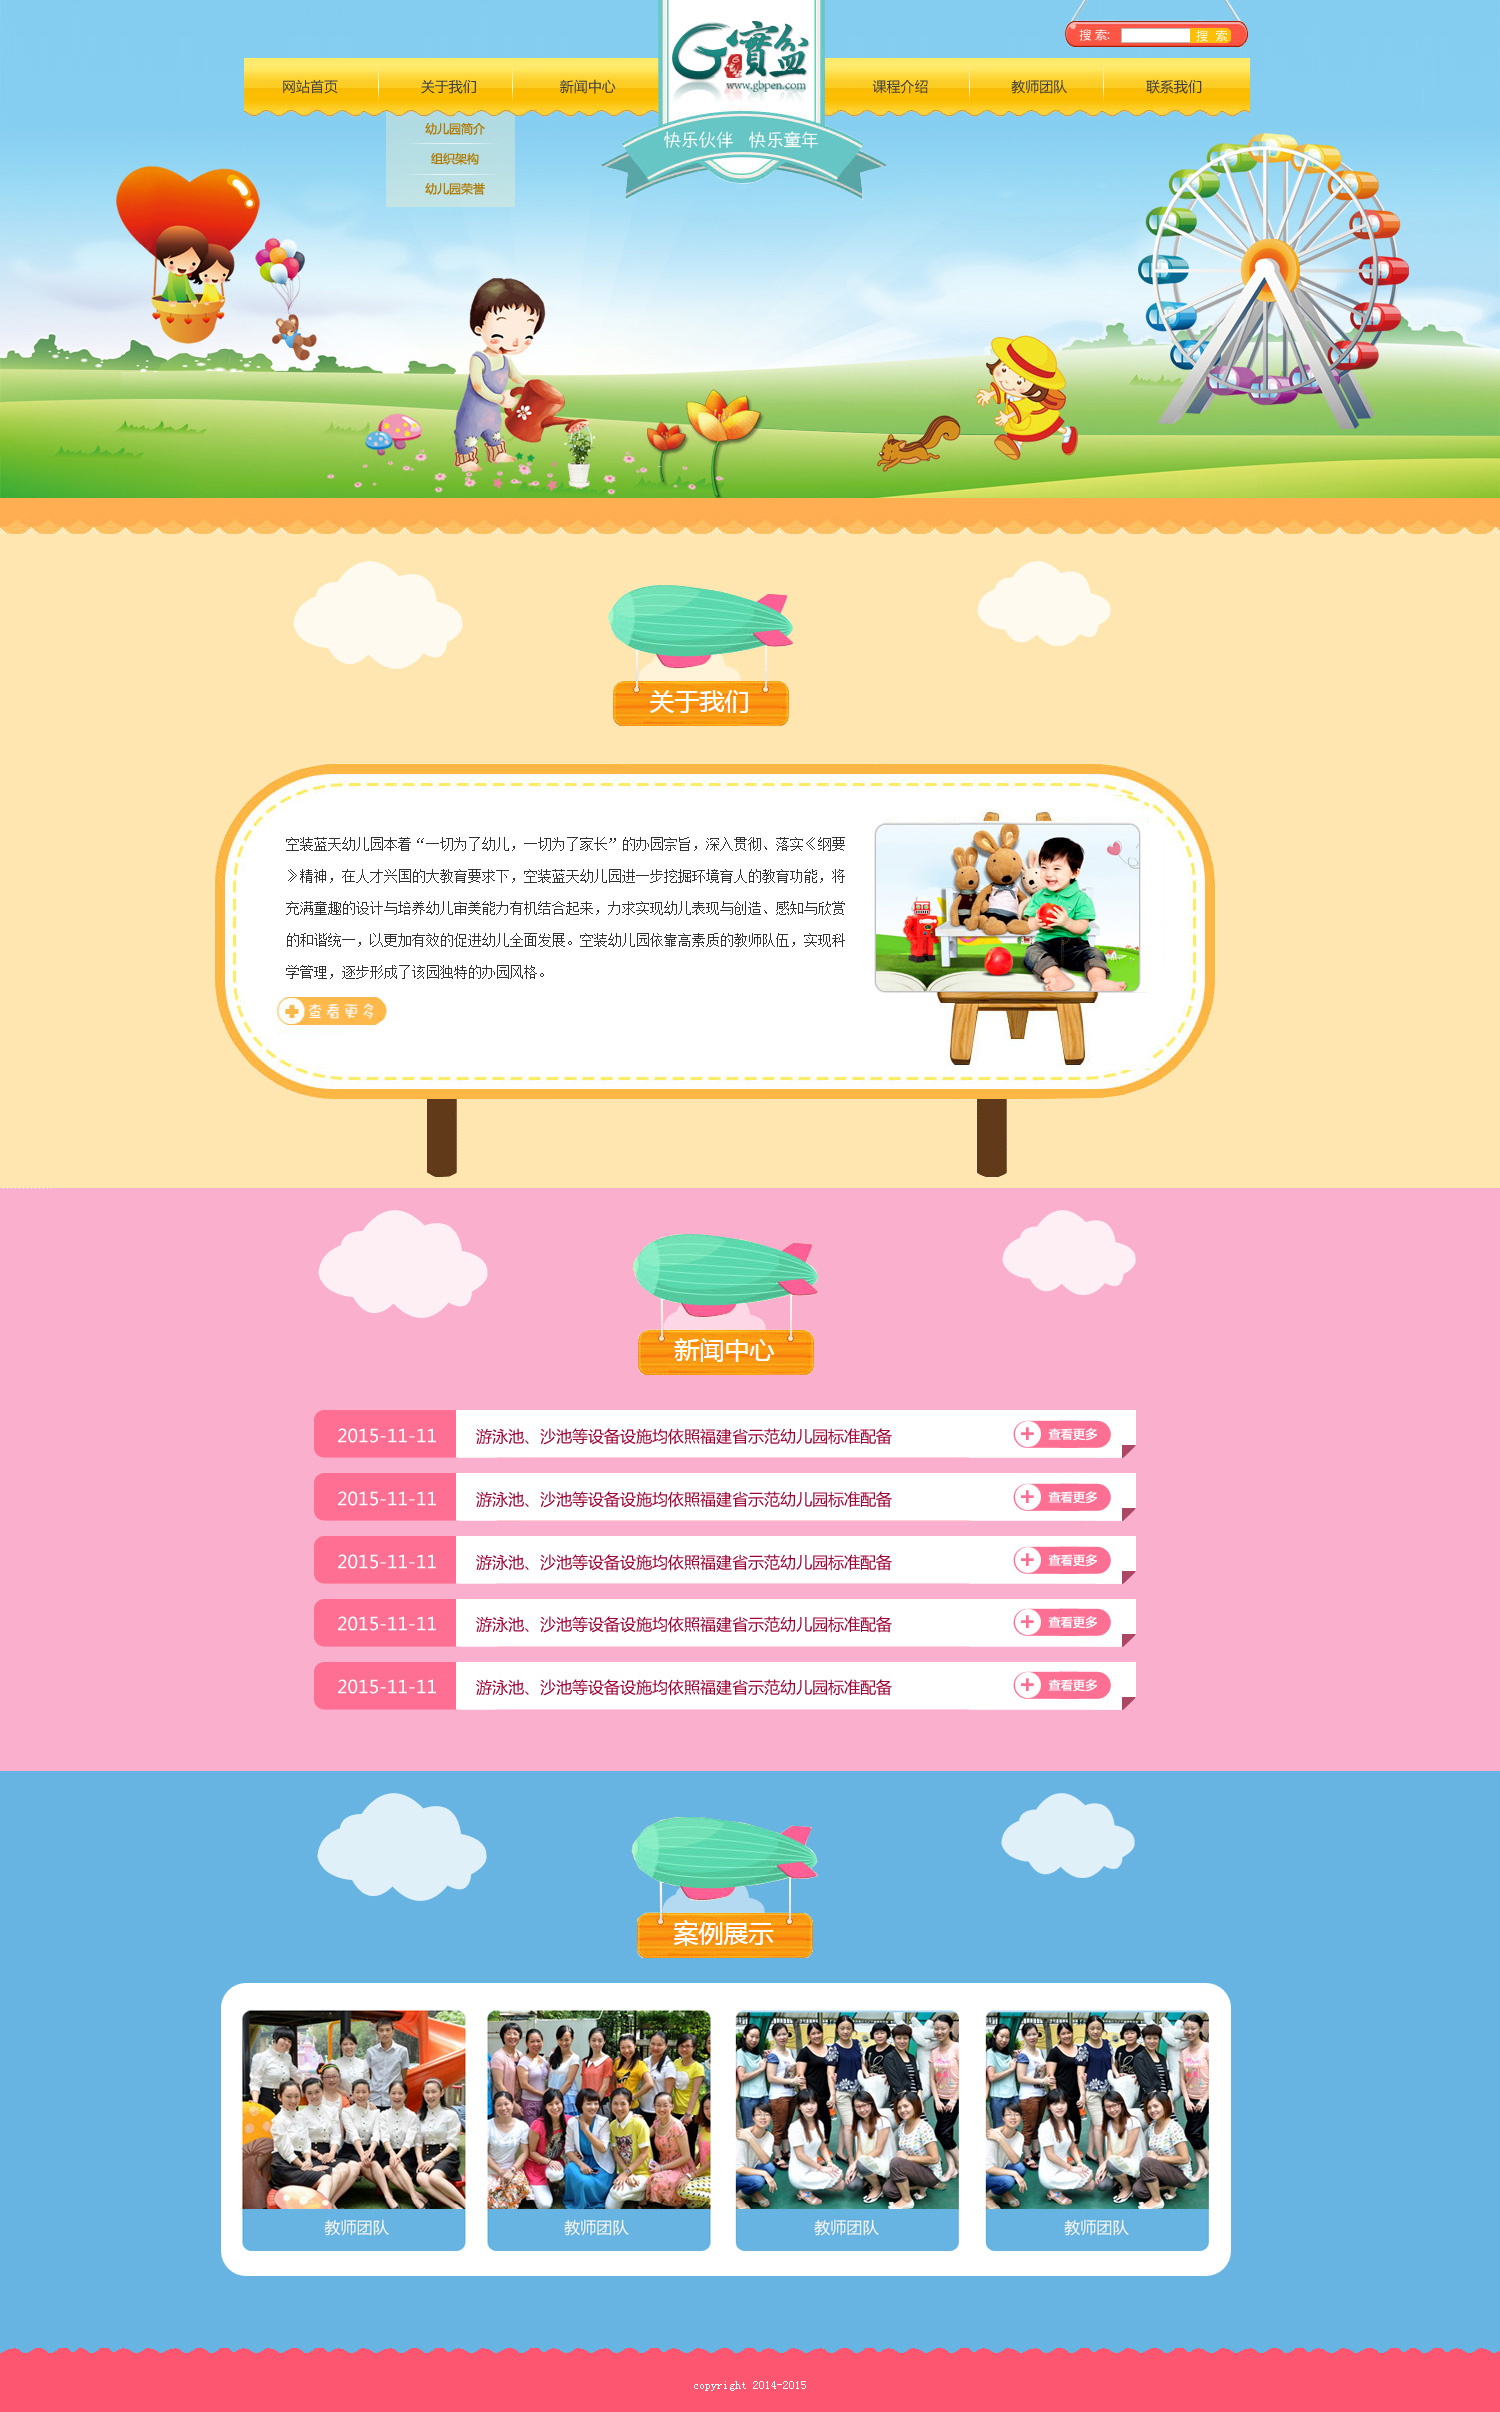 搜 索: 搜 索
G 寶盆
www.gbpen.com
网站首页 关于我们 新闻中心 课程介绍 教师团队 联系我们
快乐伙伴 快乐童年
幼儿园简介
组织架构
幼儿园荣誉
关于我们
空装蓝天幼儿园本着“一切为了幼儿，一切为了家长”的办园宗旨，深入贯彻、落实《纲要
》精神，在人才兴国的大教育要求下，空装蓝天幼儿园进一步挖掘环境育人的教育功能，将
充满童趣的设计与培养幼儿审美能力有机结合起来，力求实现幼儿表现与创造、感知与欣赏
的和谐统一，以更加有效的促进幼儿全面发展。空装幼儿园依靠高素质的教师队伍，实现科
学管理，逐步形成了该园独特的办园风格。
查看更多
新闻中心
2015-11-11 游泳池、沙池等设备设施均依照福建省示范幼儿园标准配备 查看更多
2015-11-11 游泳池、沙池等设备设施均依照福建省示范幼儿园标准配备 查看更多
2015-11-11 游泳池、沙池等设备设施均依照福建省示范幼儿园标准配备 查看更多
2015-11-11 游泳池、沙池等设备设施均依照福建省示范幼儿园标准配备 查看更多
2015-11-11 游泳池、沙池等设备设施均依照福建省示范幼儿园标准配备 查看更多
案例展示
教师团队 教师团队 教师团队 教师团队
copyright 2014-2015